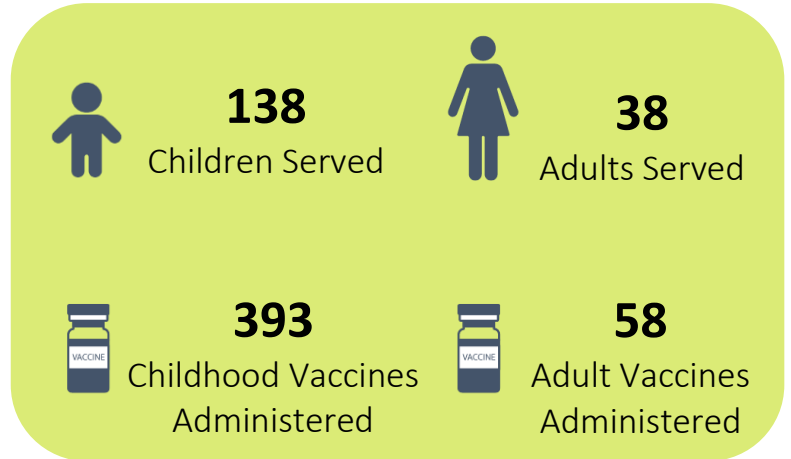 138
Children Served
38
Adults Served
VACCINE
393
Childhood Vaccines
Administered
VACCINE
58
Adult Vaccines
Administered